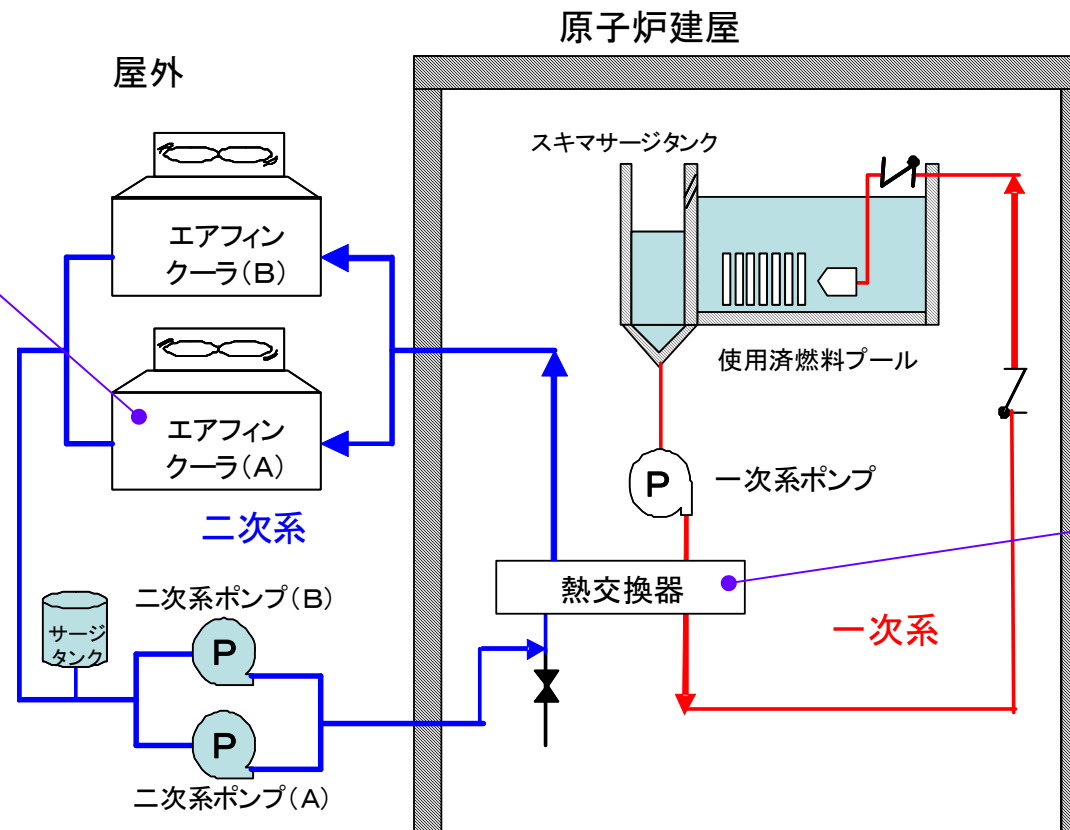 原子炉建屋
屋外
スキマサージタンク
エアフィン
クーラ(B)
使用済燃料プール
エアフィン
クーラ(A)
P
一次系ポンプ
二次系
熱交換器
二次系ポンプ(B)
サージ
タンク
P
一次系
P
二次系ポンプ(A)